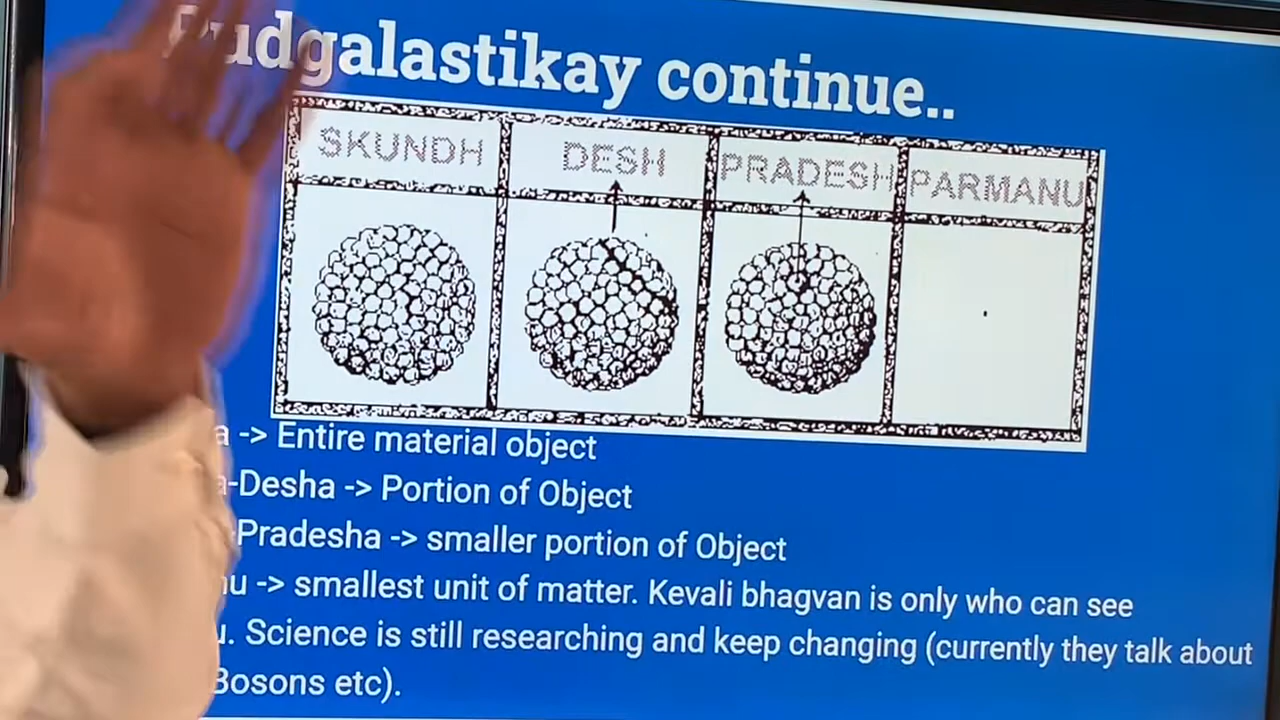 Pudgalastikay continue..
SKUNDH DESH PRADESH PARMANU
a -> Entire material object
a-Desha -> Portion of Object
-Pradesha -> smaller portion of Object
nu -> smallest unit of matter. Kevali bhagvan is only who can see
u. Science is still researching and keep changing (currently they talk about
Bosons etc).